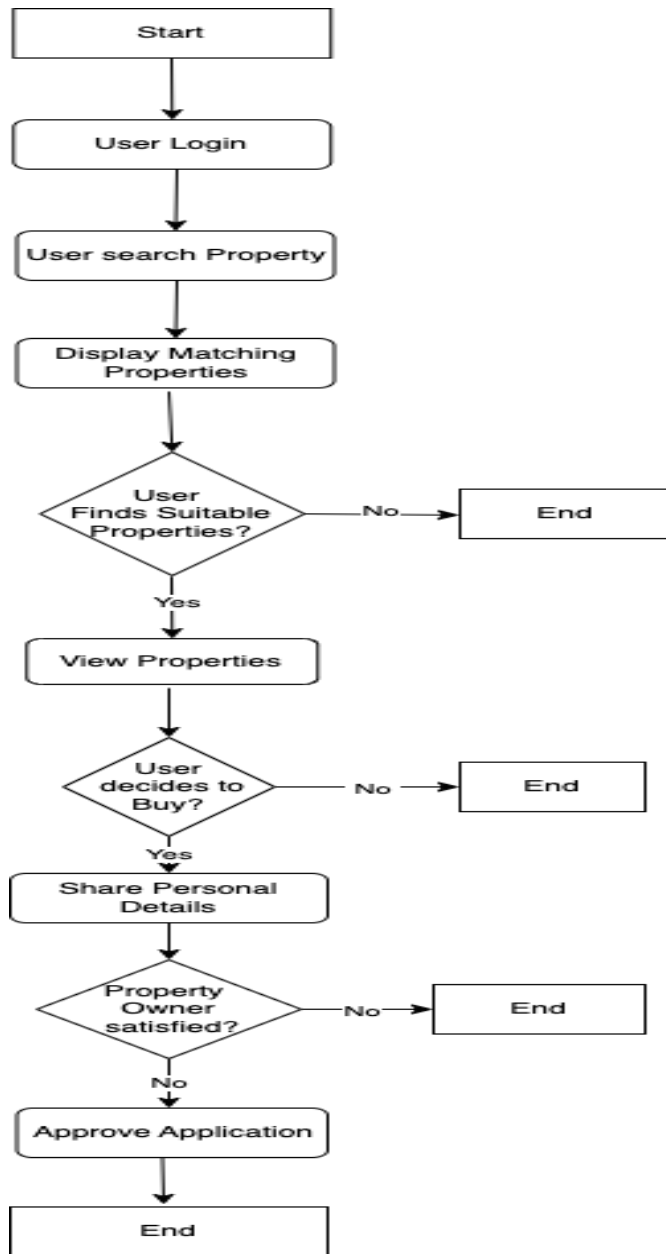 Start
User Login
User search Property
Display Matching
Properties
User
Finds Suitable
Properties?
No
End
Yes
View Properties
User
decides to
Buy?
No
End
Yes
Share Personal
Details
Property
Owner
satisfied?
No
End
No
Approve Application
End